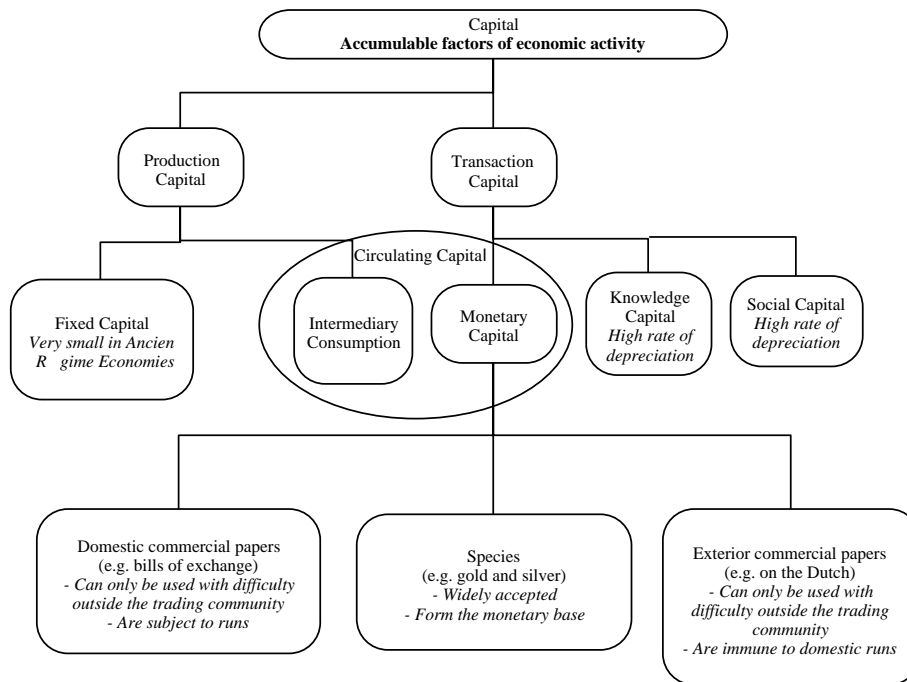 Capital
Accumulable factors of economic activity
Production
Capital
Transaction
Capital
Circulating Capital
Fixed Capital
Very small in Ancien
R gime Economies
Intermediary
Consumption
Monetary
Capital
Knowledge
Capital
High rate of
depreciation
Social Capital
High rate of
depreciation
Domestic commercial papers
(e.g. bills of exchange)
- Can only be used with difficulty
outside the trading community
- Are subject to runs
Species
(e.g. gold and silver)
- Widely accepted
- Form the monetary base
Exterior commercial papers
(e.g. on the Dutch)
- Can only be used with
difficulty outside the trading
community
- Are immune to domestic runs